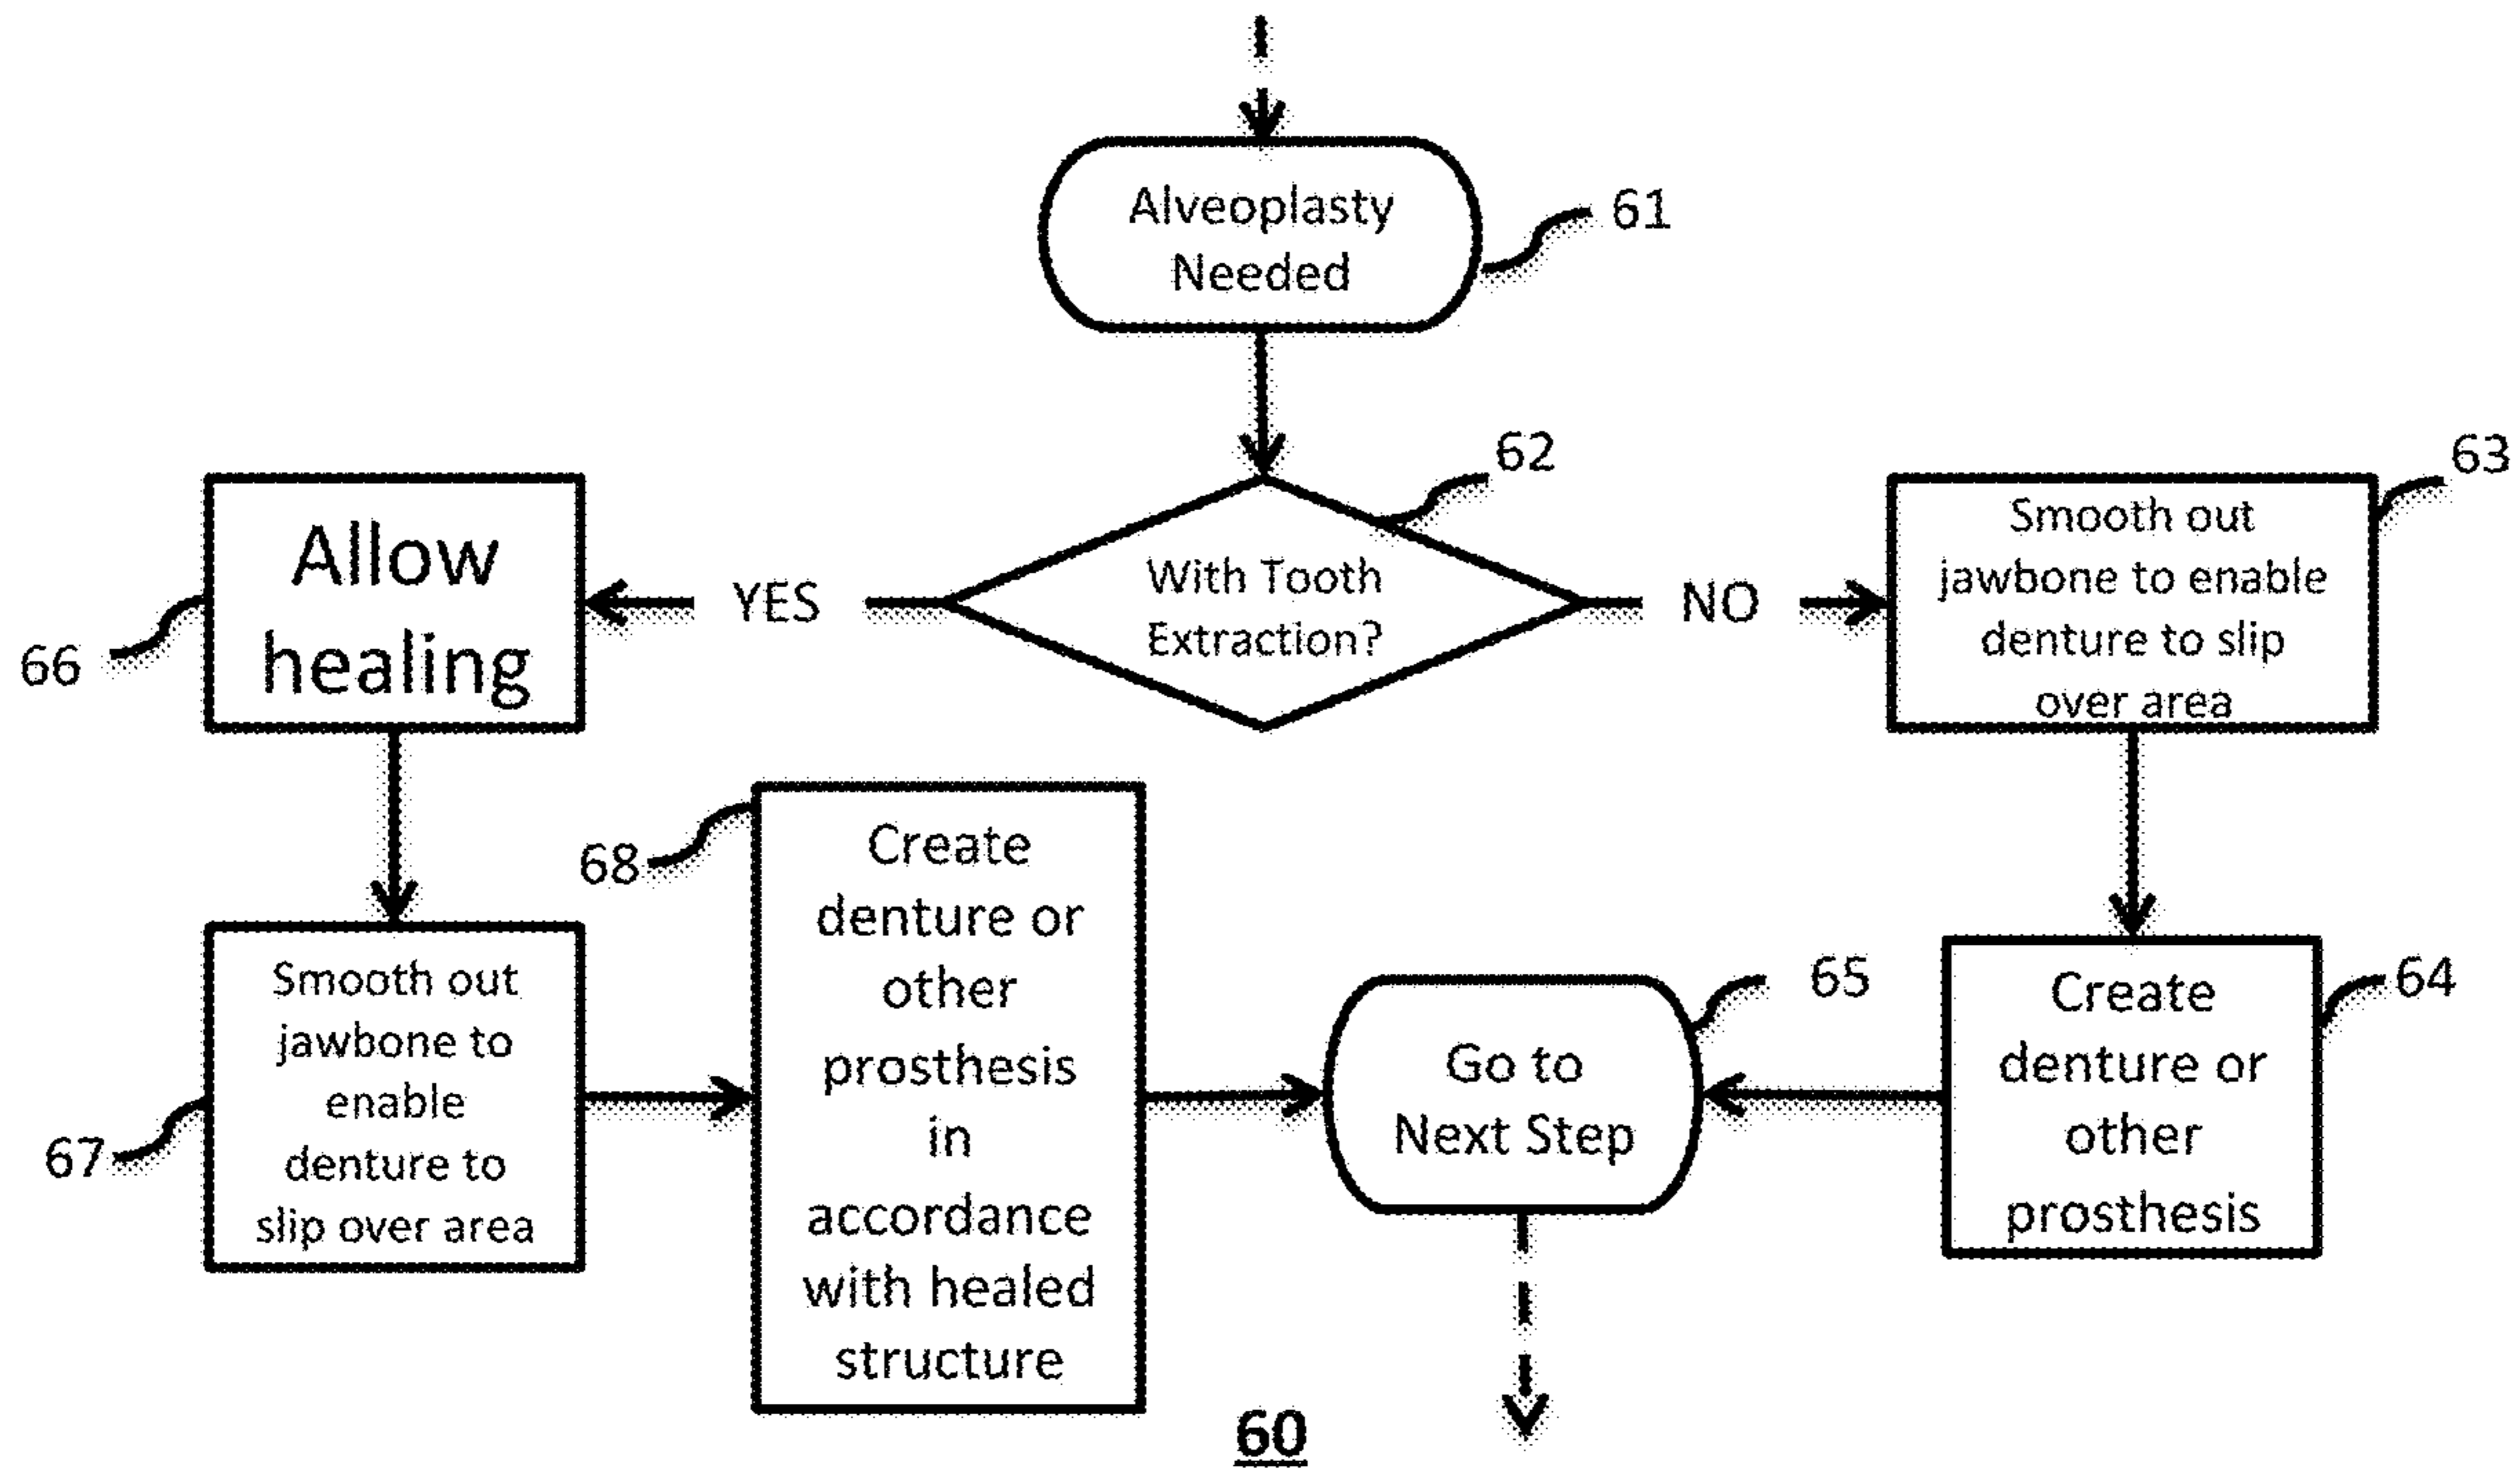 Alveoplasty
Needed
61
62
63
With Tooth
Extraction?
YES
NO
Allow
healing
66
Smooth out
jawbone to enable
denture to slip
over area
68
Create
denture or
other
prosthesis
in
accordance
with healed
structure
Smooth out
jawbone to
enable
denture to
slip over area
67
65
Go to
Next Step
64
Create
denture or
other
prosthesis
60